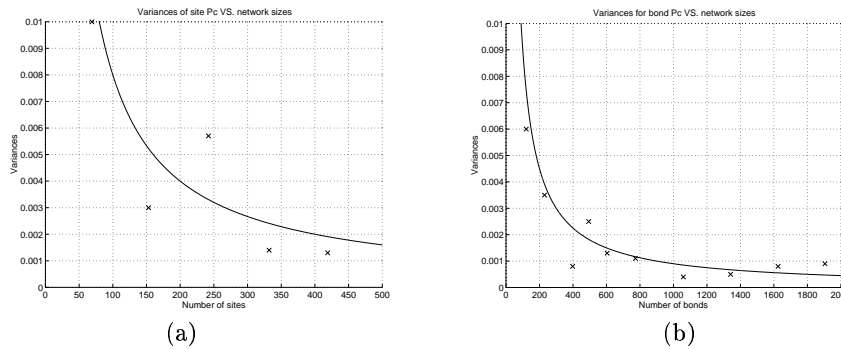 Variances of site Pc VS. network sizes
0.01
0.009
0.008
0.007
0.006
0.005
0.004
0.003
0.002
0.001
0
Variances
0 50 100 150 200 250 300 350 400 450 500
Number of sites
(a)
Variances for bond Pc VS. network sizes
0.01
0.009
0.008
0.007
0.006
0.005
0.004
0.003
0.002
0.001
0
Variances
0 200 400 600 800 1000 1200 1400 1600 1800 2000
Number of bonds
(b)